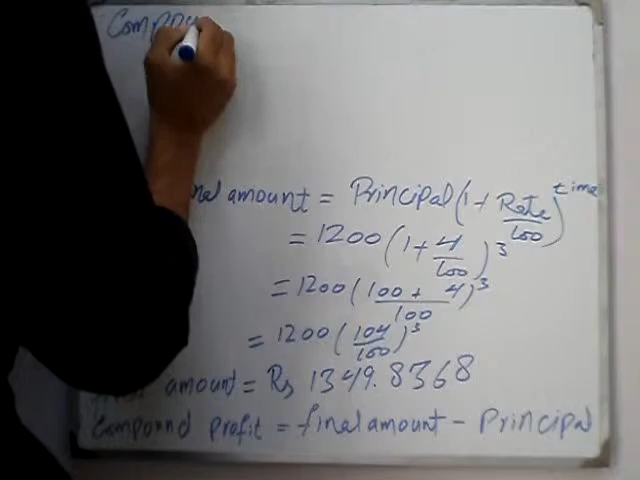 Compou
nal amount = Principal (1 + Rate/100)^time
= 1200 (1 + 4/100)^3
= 1200 (100 + 4/100)^3
= 1200 (104/100)^3
amount = Rs 1349.8368
Compound profit = final amount - Principal